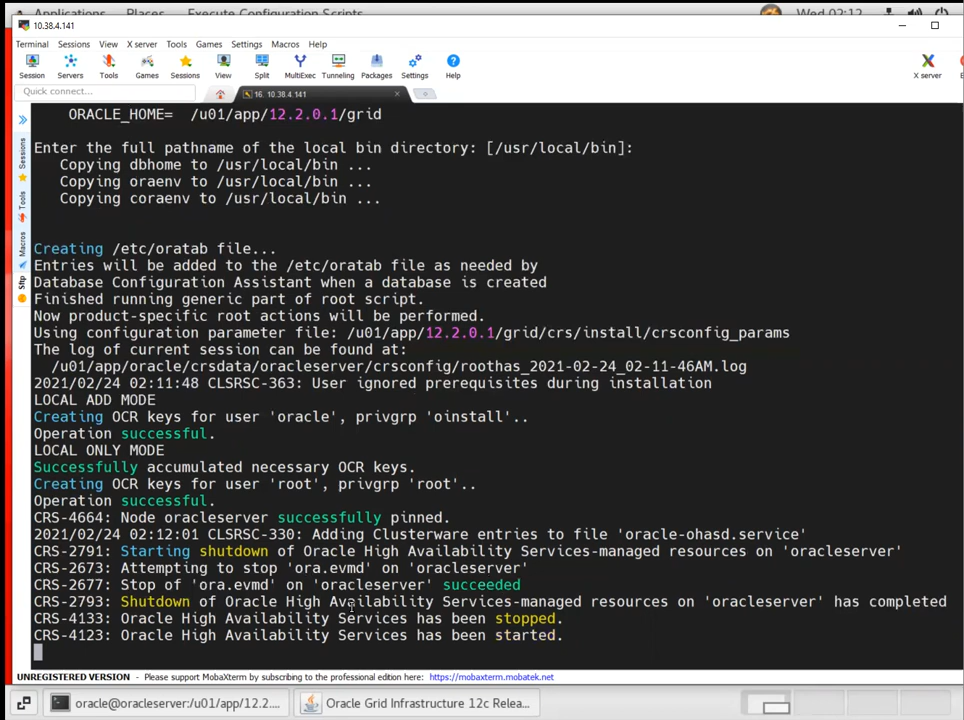 Applications Places Execute Configuration Scripts Wed 02:12
10.38.4.141
Terminal Sessions View X server Tools Games Settings Macros Help
Session Servers Tools Games Sessions View Split MultiExec Tunneling Packages Settings Help X server
Quick connect...
16. 10.38.4.141
Sessions
Tools
Macros
Sftp
ORACLE_HOME= /u01/app/12.2.0.1/grid
Enter the full pathname of the local bin directory: [/usr/local/bin]:
Copying dbhome to /usr/local/bin ...
Copying oraenv to /usr/local/bin ...
Copying coraenv to /usr/local/bin ...
Creating /etc/oratab file...
Entries will be added to the /etc/oratab file as needed by
Database Configuration Assistant when a database is created
Finished running generic part of root script.
Now product-specific root actions will be performed.
Using configuration parameter file: /u01/app/12.2.0.1/grid/crs/install/crsconfig_params
The log of current session can be found at:
/u01/app/oracle/crsdata/oracleserver/crsconfig/roothas_2021-02-24_02-11-46AM.log
2021/02/24 02:11:48 CLSRSC-363: User ignored prerequisites during installation
LOCAL ADD MODE
Creating OCR keys for user 'oracle', privgrp 'oinstall'..
Operation successful.
LOCAL ONLY MODE
Successfully accumulated necessary OCR keys.
Creating OCR keys for user 'root', privgrp 'root'..
Operation successful.
CRS-4664: Node oracleserver successfully pinned.
2021/02/24 02:12:01 CLSRSC-330: Adding Clusterware entries to file 'oracle-ohasd.service'
CRS-2791: Starting shutdown of Oracle High Availability Services-managed resources on 'oracleserver'
CRS-2673: Attempting to stop 'ora.evmd' on 'oracleserver'
CRS-2677: Stop of 'ora.evmd' on 'oracleserver' succeeded
CRS-2793: Shutdown of Oracle High Availability Services-managed resources on 'oracleserver' has completed
CRS-4133: Oracle High Availability Services has been stopped.
CRS-4123: Oracle High Availability Services has been started.
UNREGISTERED VERSION - Please support MobaXterm by subscribing to the professional edition here: https://mobaxterm.mobatek.net
oracle@oracleserver:/u01/app/12.2.... Oracle Grid Infrastructure 12c Relea...